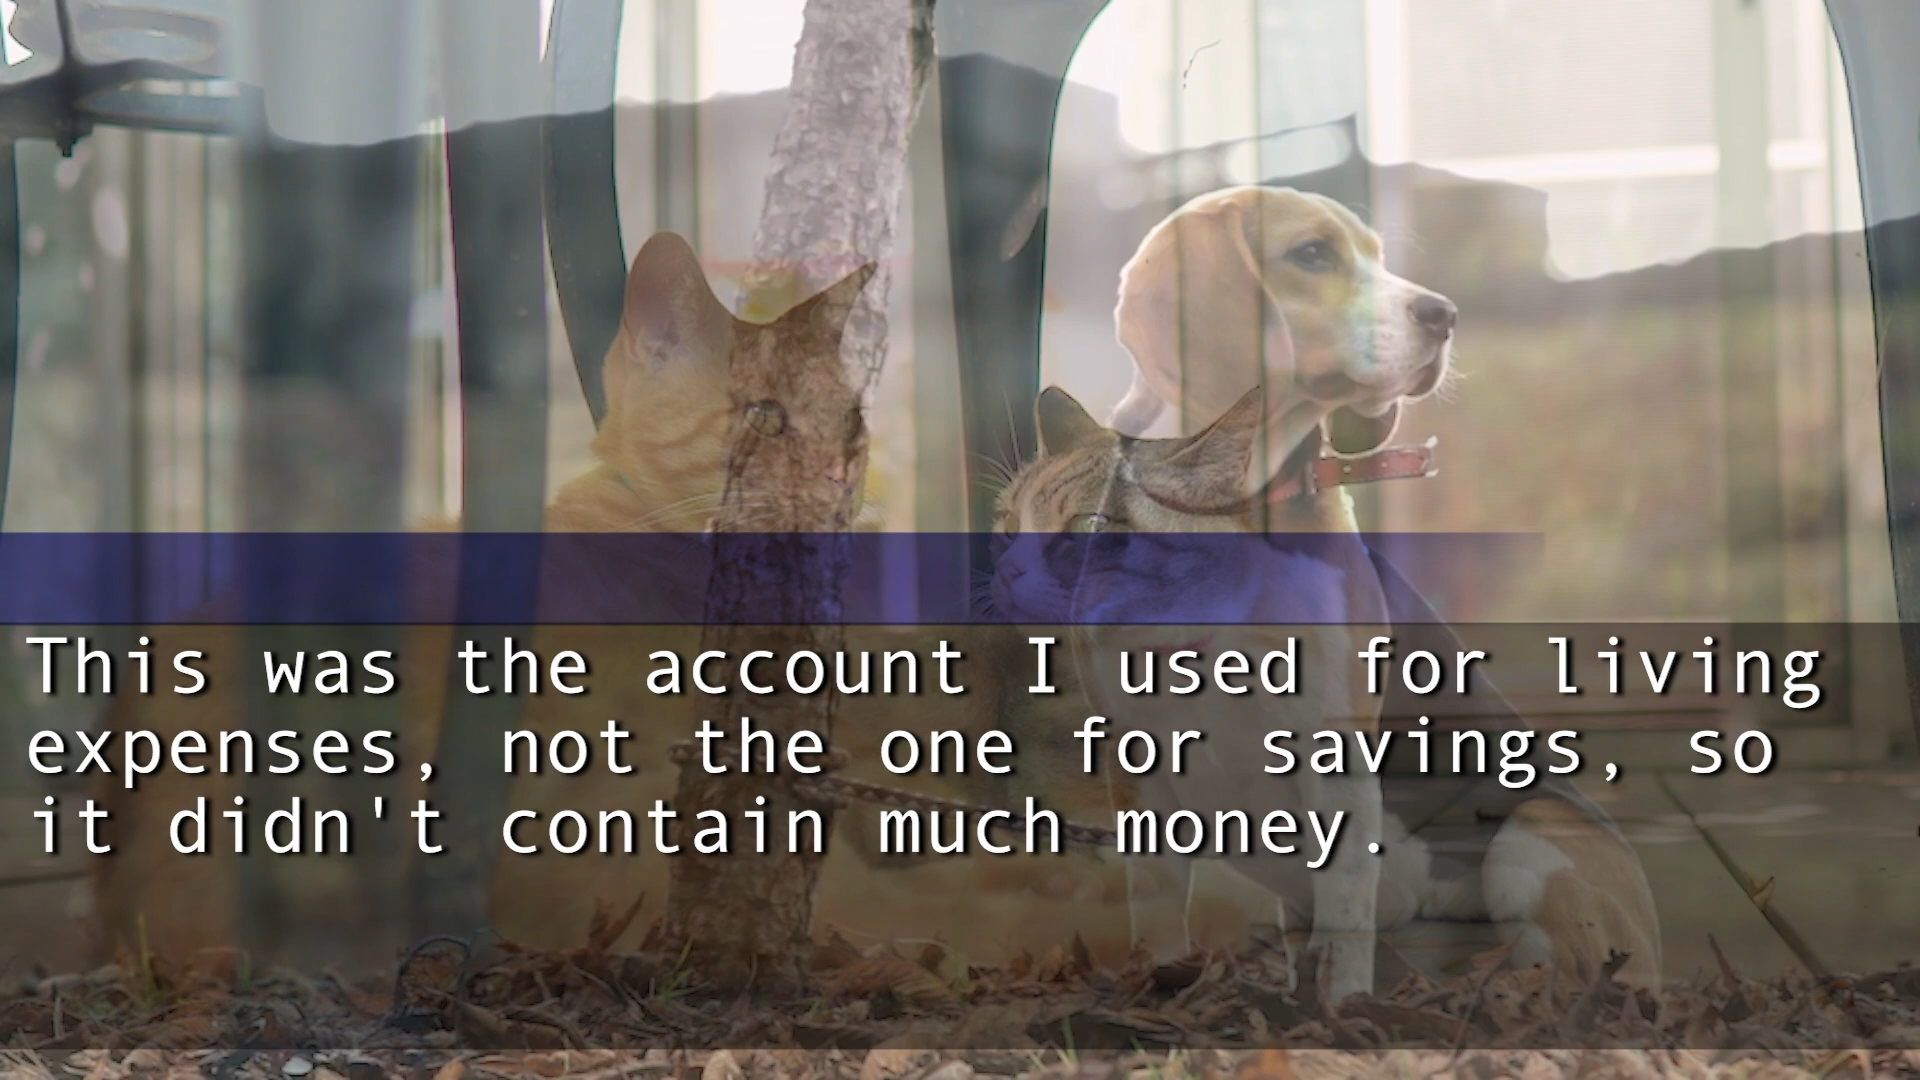 This was the account I used for living
expenses, not the one for savings, so
it didn't contain much money.